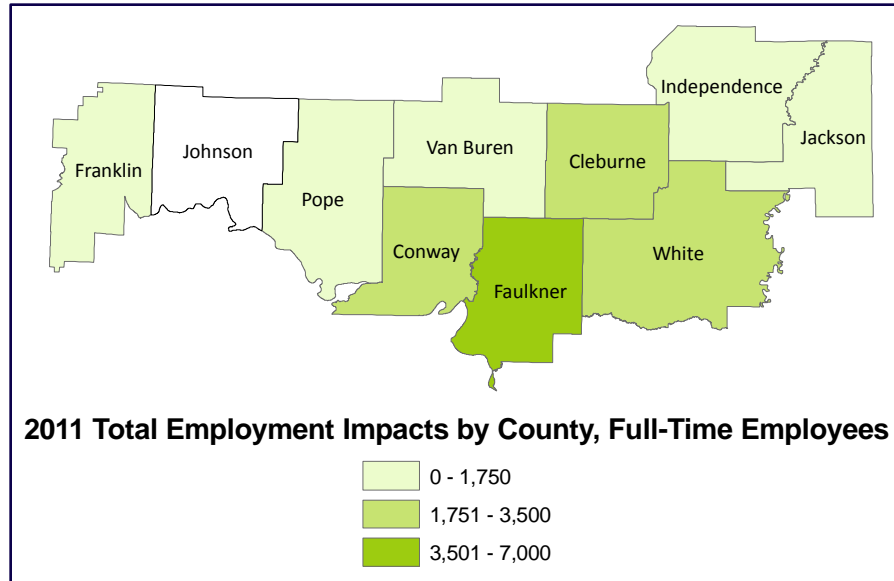 Independence
Jackson
Johnson
Van Buren
Cleburne
Franklin
Pope
Conway
White
Faulkner
2011 Total Employment Impacts by County, Full-Time Employees
0 - 1,750
1,751 - 3,500
3,501 - 7,000